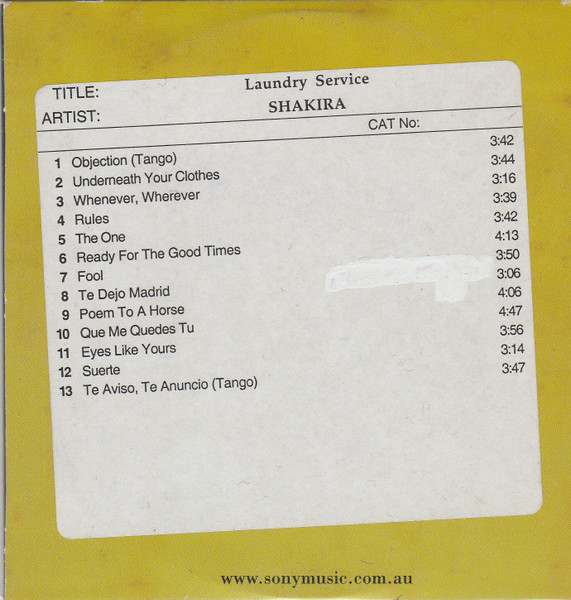 TITLE: Laundry Service
ARTIST: SHAKIRA
CAT No:
1 Objection (Tango) 3:42
2 Underneath Your Clothes 3:44
3 Whenever, Wherever 3:16
4 Rules 3:39
5 The One 3:42
6 Ready For The Good Times 4:13
7 Fool 3:50
8 Te Dejo Madrid 3:06
9 Poem To A Horse 4:06
10 Que Me Quedes Tu 4:47
11 Eyes Like Yours 3:56
12 Suerte 3:14
13 Te Aviso, Te Anuncio (Tango) 3:47
www.sonymusic.com.au